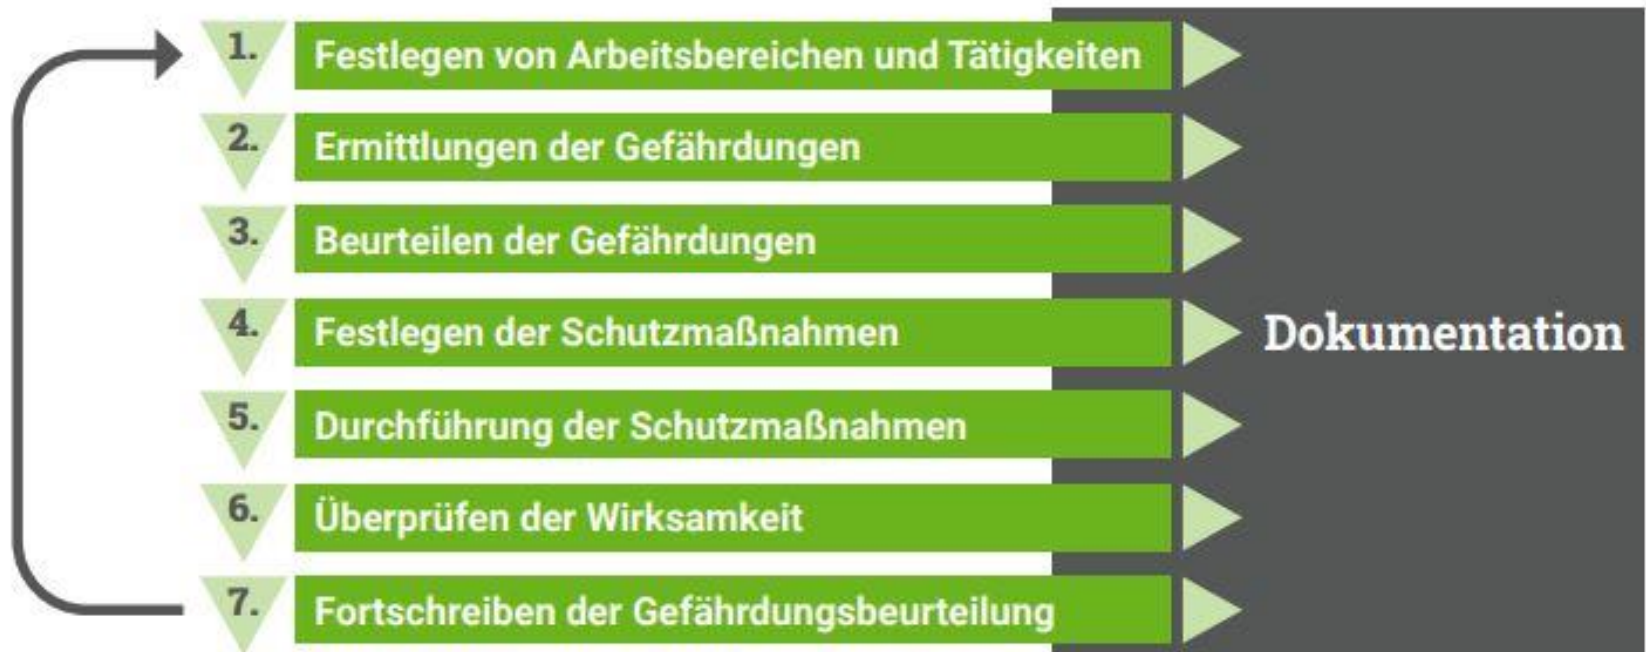 1. Festlegen von Arbeitsbereichen und Tätigkeiten
2. Ermittlungen der Gefährdungen
3. Beurteilen der Gefährdungen
4. Festlegen der Schutzmaßnahmen
Dokumentation
5. Durchführung der Schutzmaßnahmen
6. Überprüfen der Wirksamkeit
7. Fortschreiben der Gefährdungsbeurteilung